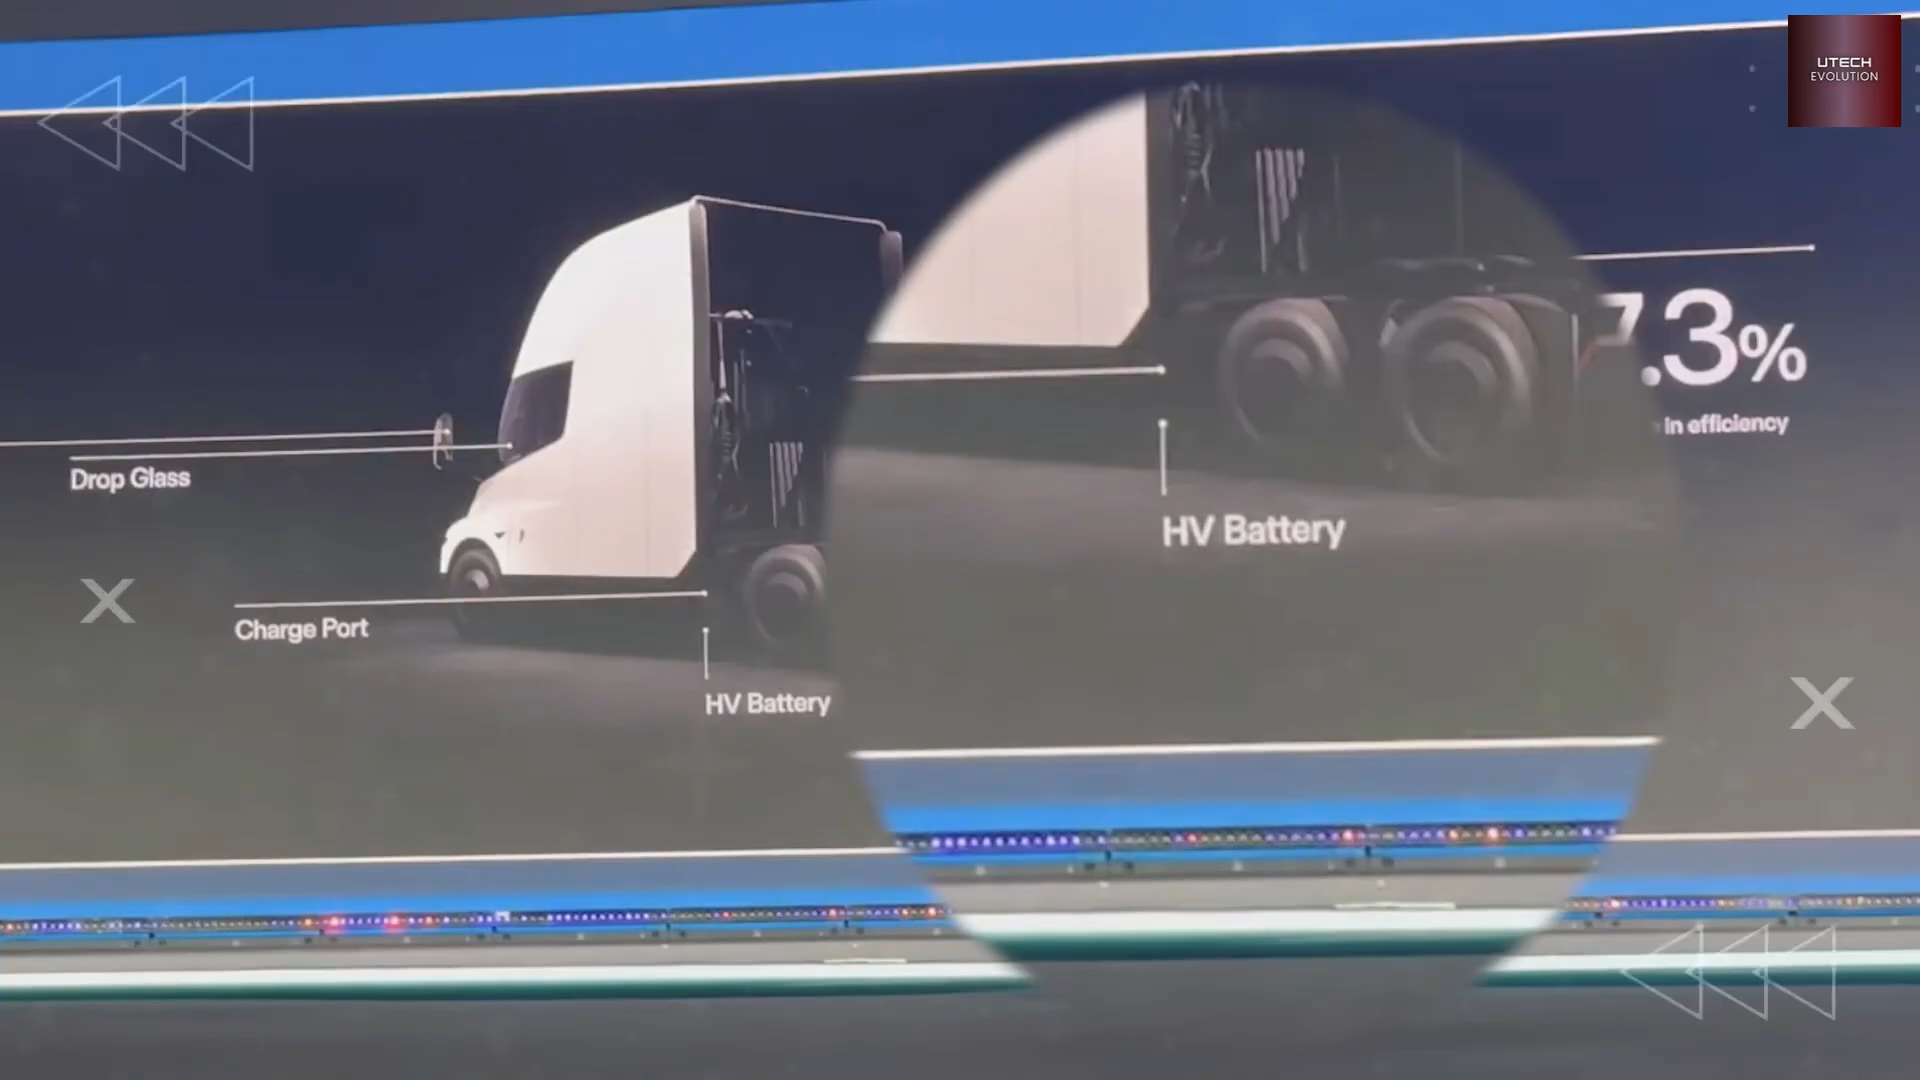 UTECH
EVOLUTION
.3%
in efficiency
Drop Glass
HV Battery
Charge Port
HV Battery